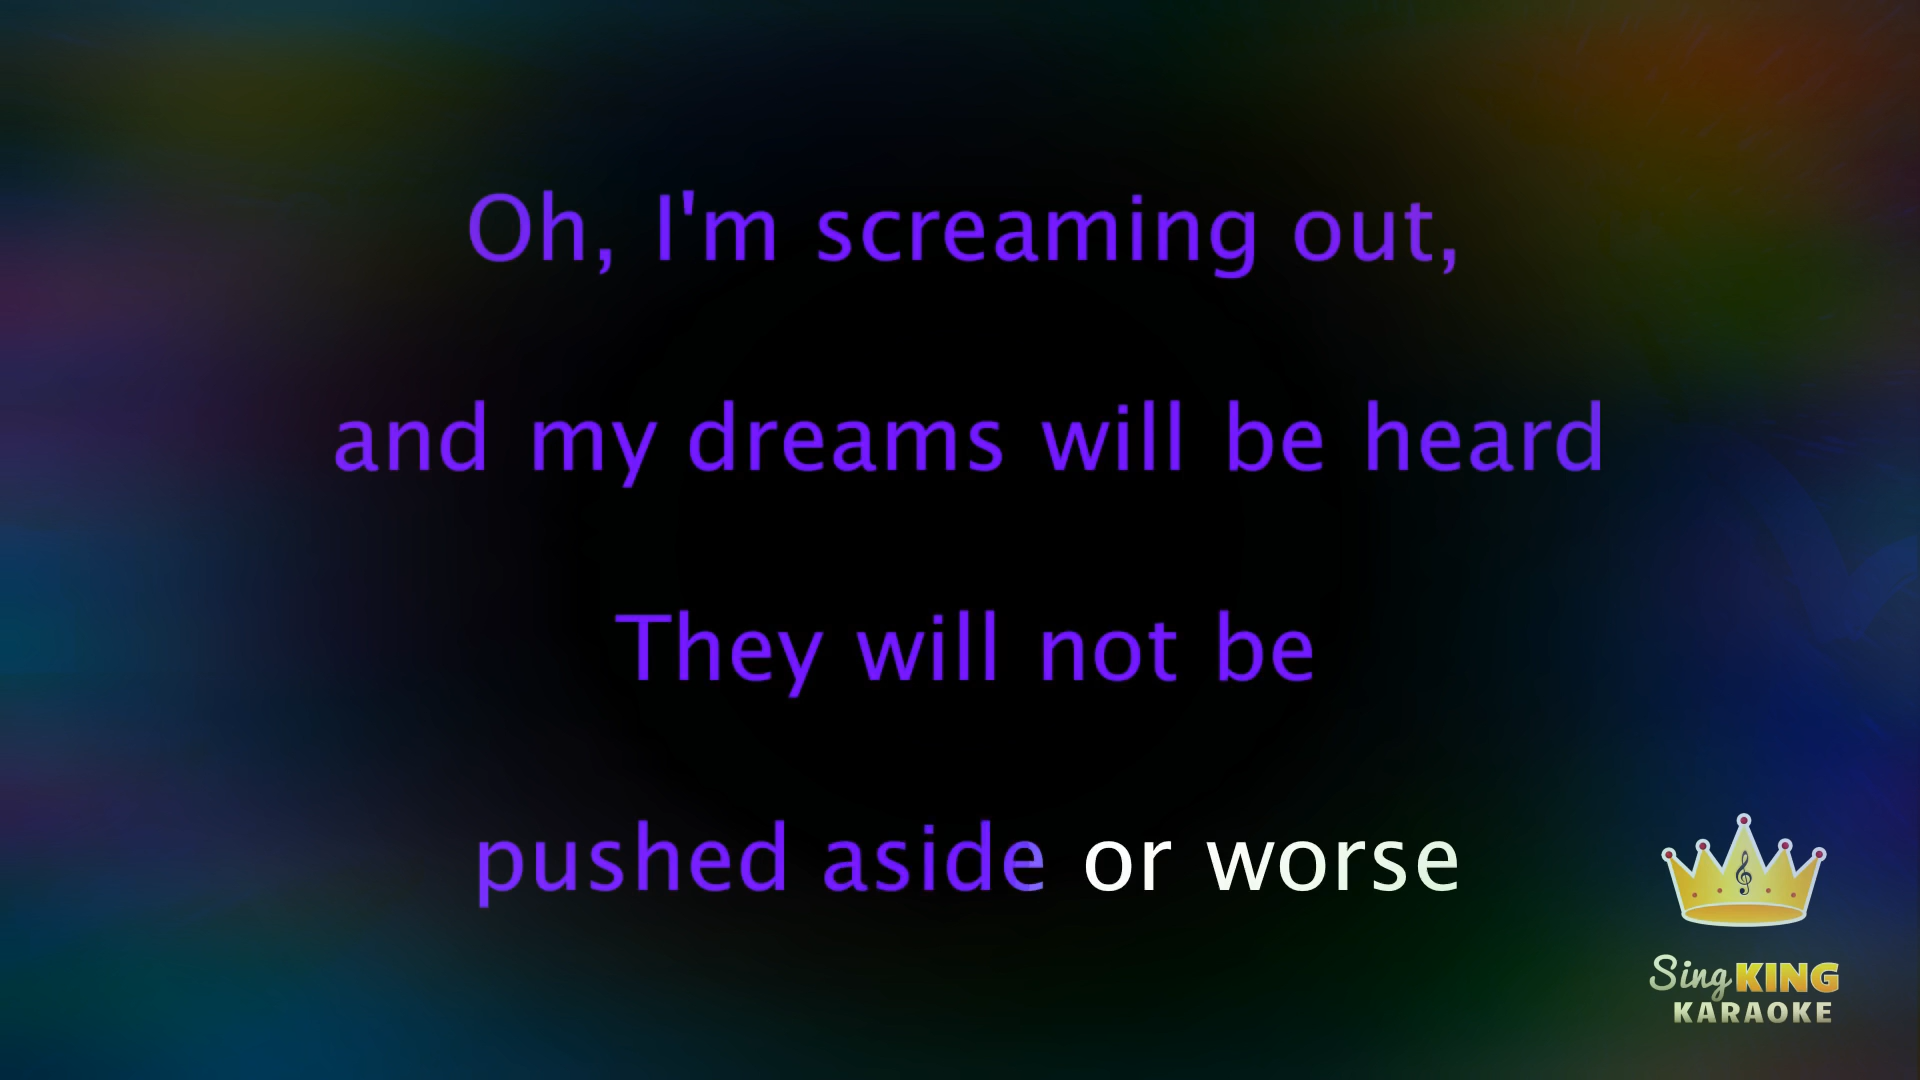 Oh, I'm screaming out,
and my dreams will be heard
They will not be
pushed aside or worse
Sing KING
KARAOKE